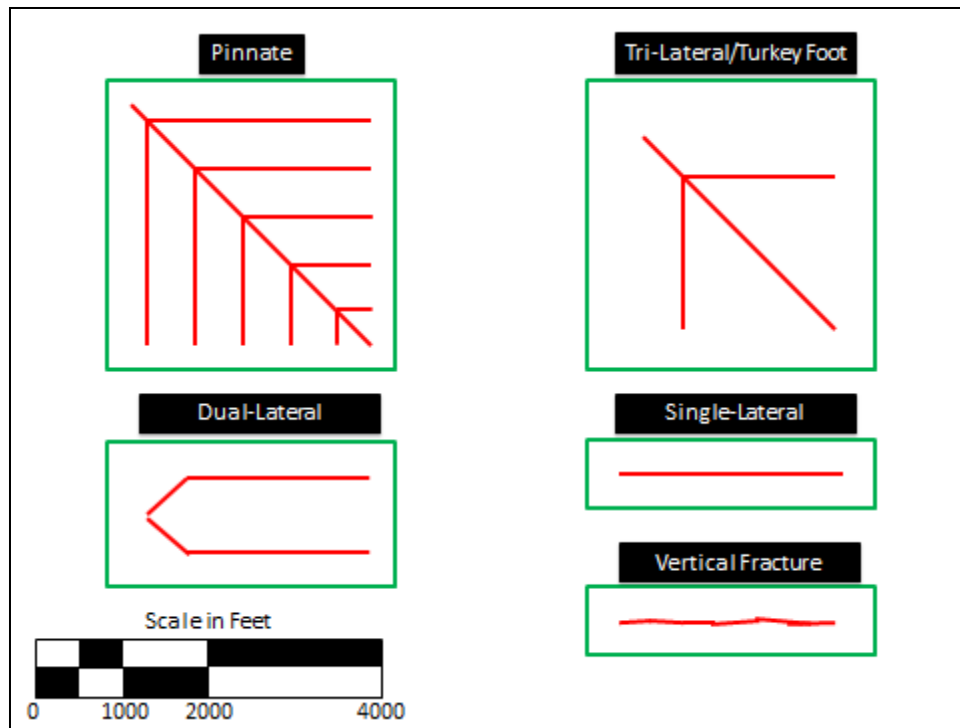 Pinnate
Tri-Lateral/Turkey Foot
Dual-Lateral
Single-Lateral
Vertical Fracture
Scale in Feet
0 1000 2000 4000